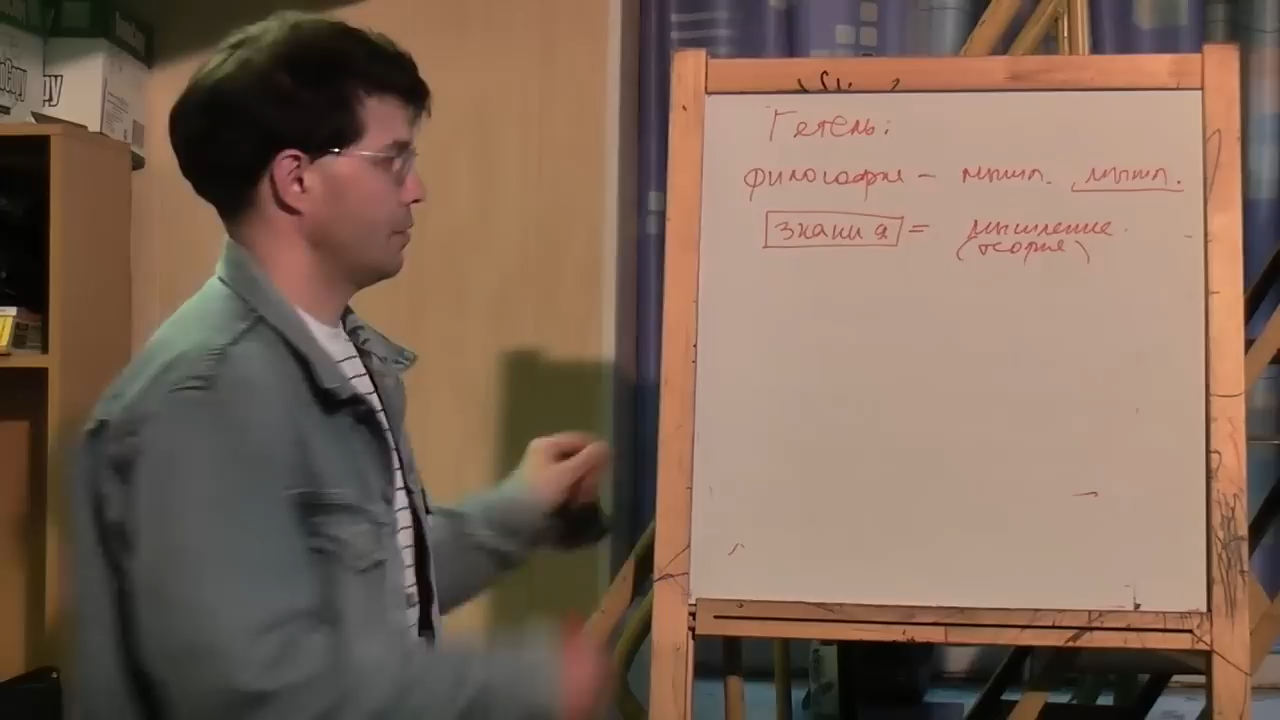 Гегель:
философия – мышл. мышл.
знания = мышление
(теория)